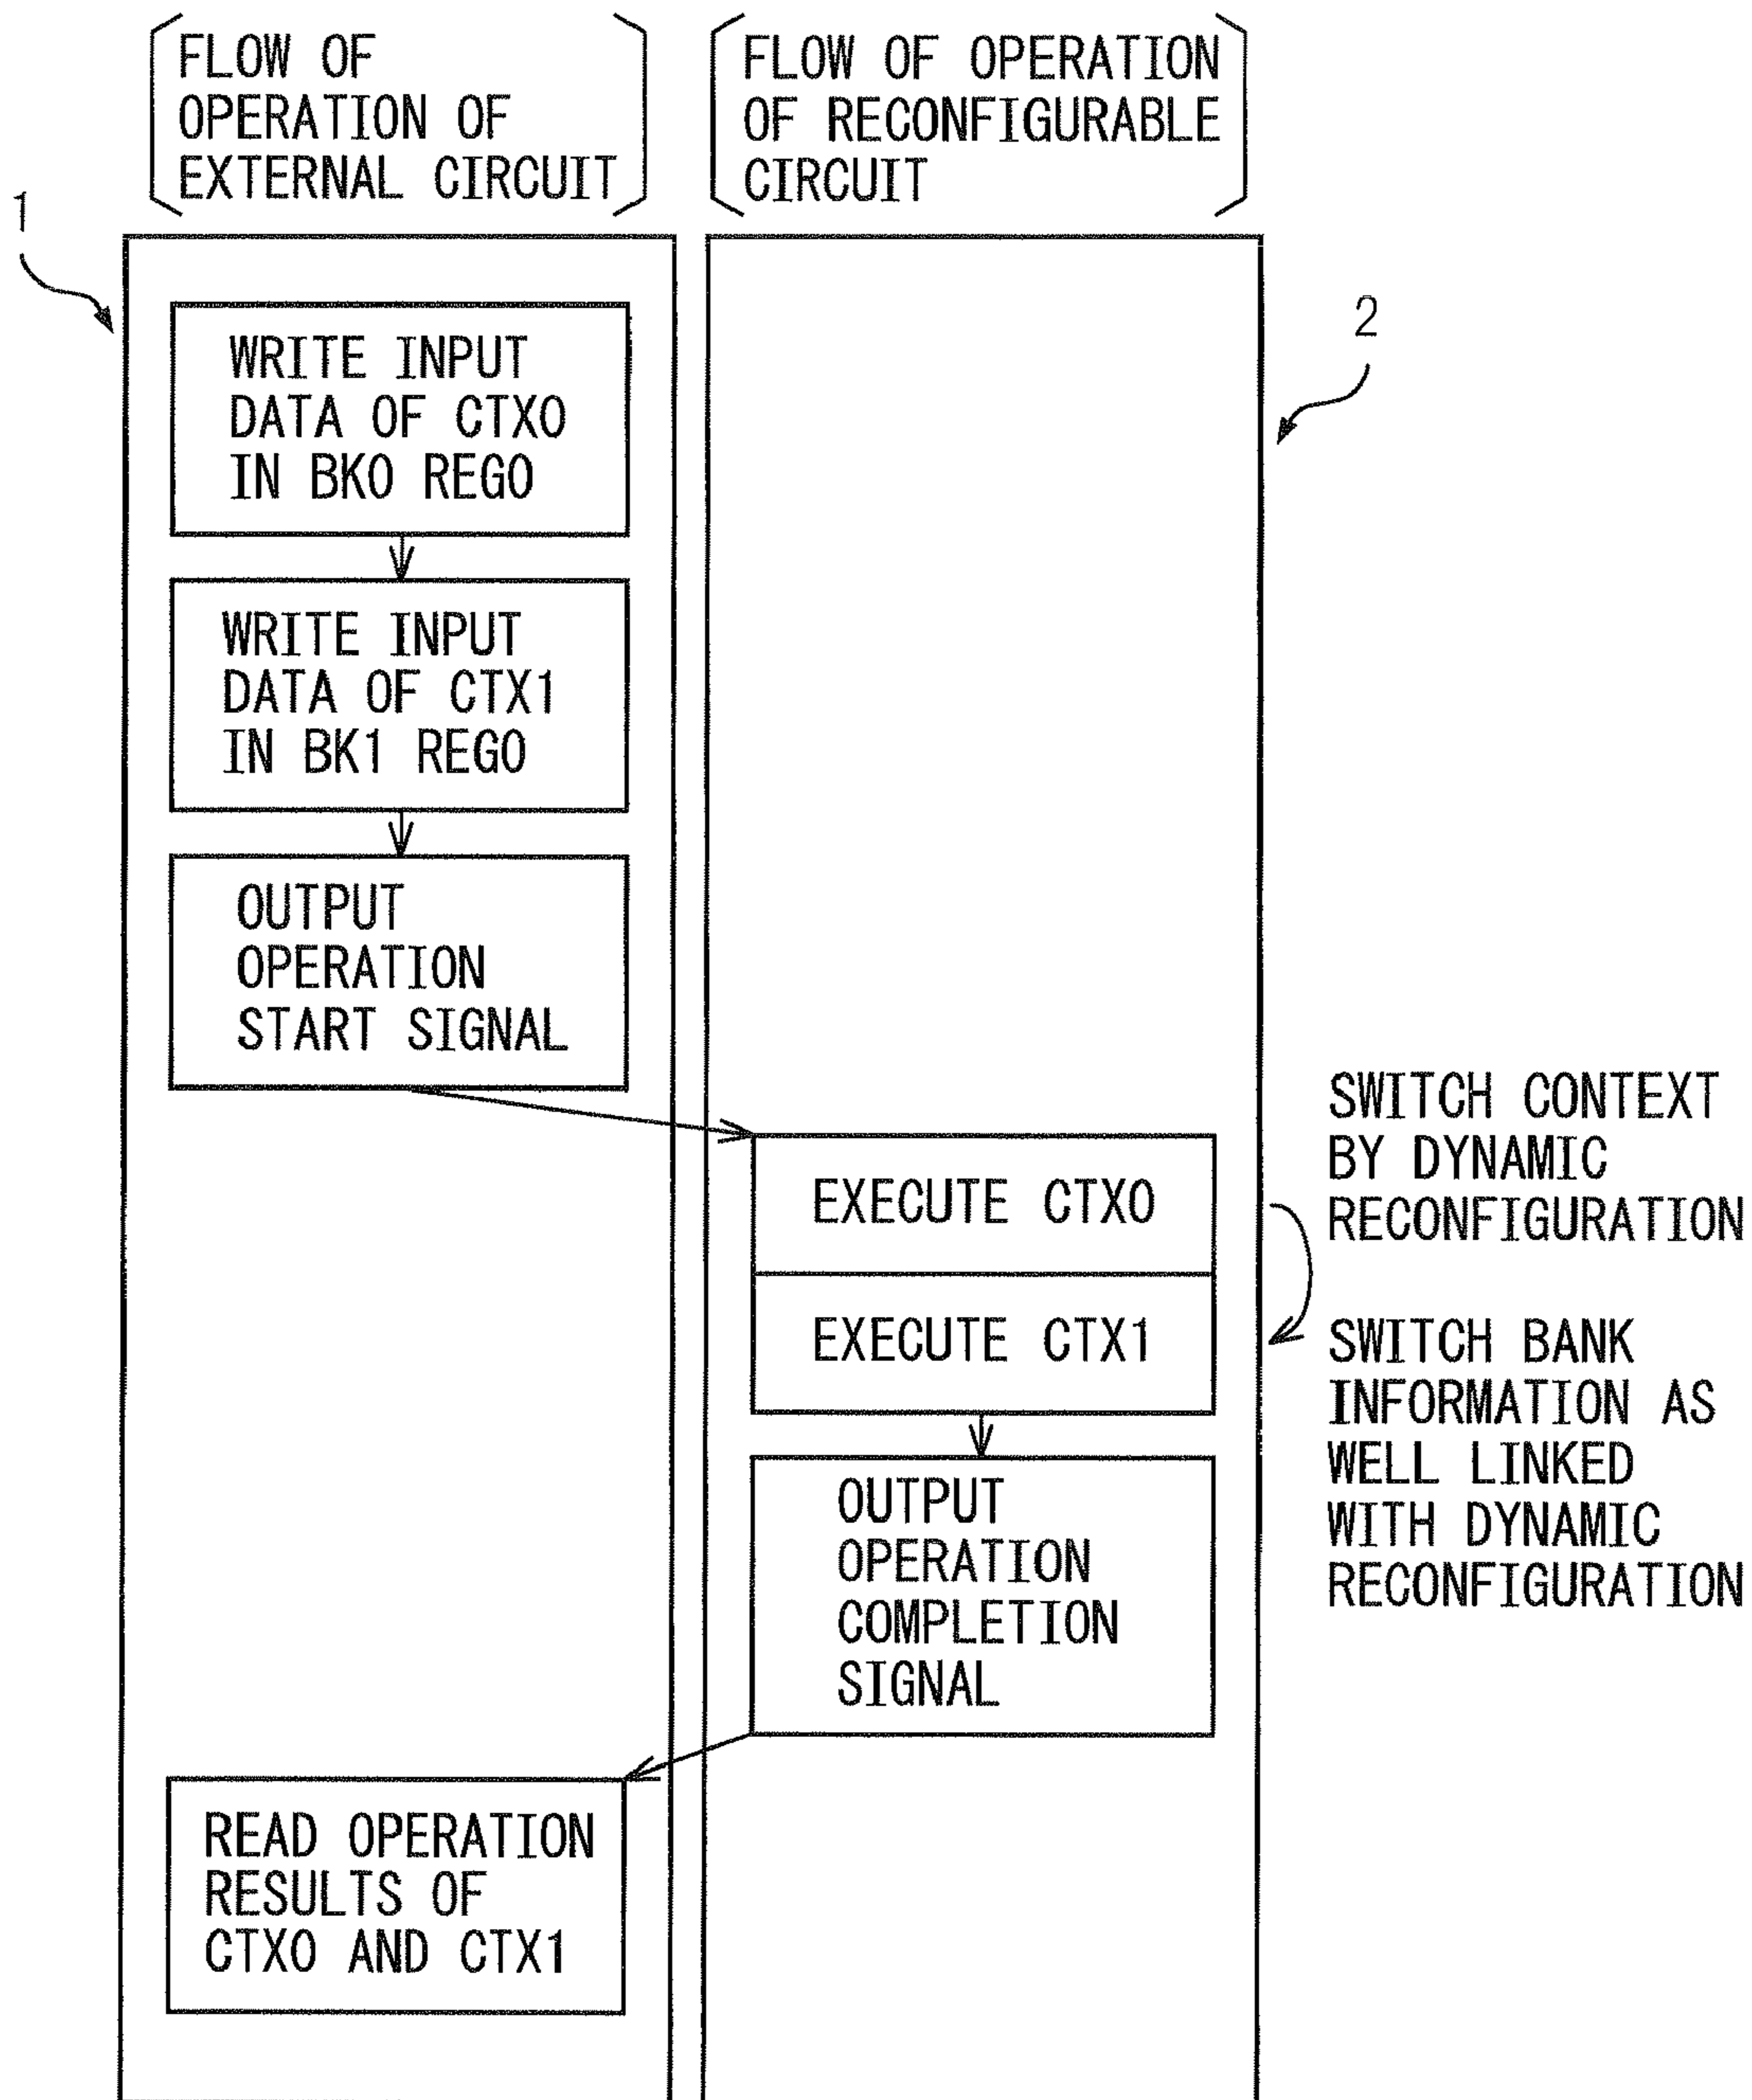 FLOW OF
OPERATION OF
EXTERNAL CIRCUIT
FLOW OF OPERATION
OF RECONFIGURABLE
CIRCUIT
1
2
WRITE INPUT
DATA OF CTX0
IN BK0 REG0
WRITE INPUT
DATA OF CTX1
IN BK1 REG0
OUTPUT
OPERATION
START SIGNAL
EXECUTE CTX0
EXECUTE CTX1
SWITCH CONTEXT
BY DYNAMIC
RECONFIGURATION
SWITCH BANK
INFORMATION AS
WELL LINKED
WITH DYNAMIC
RECONFIGURATION
OUTPUT
OPERATION
COMPLETION
SIGNAL
READ OPERATION
RESULTS OF
CTX0 AND CTX1